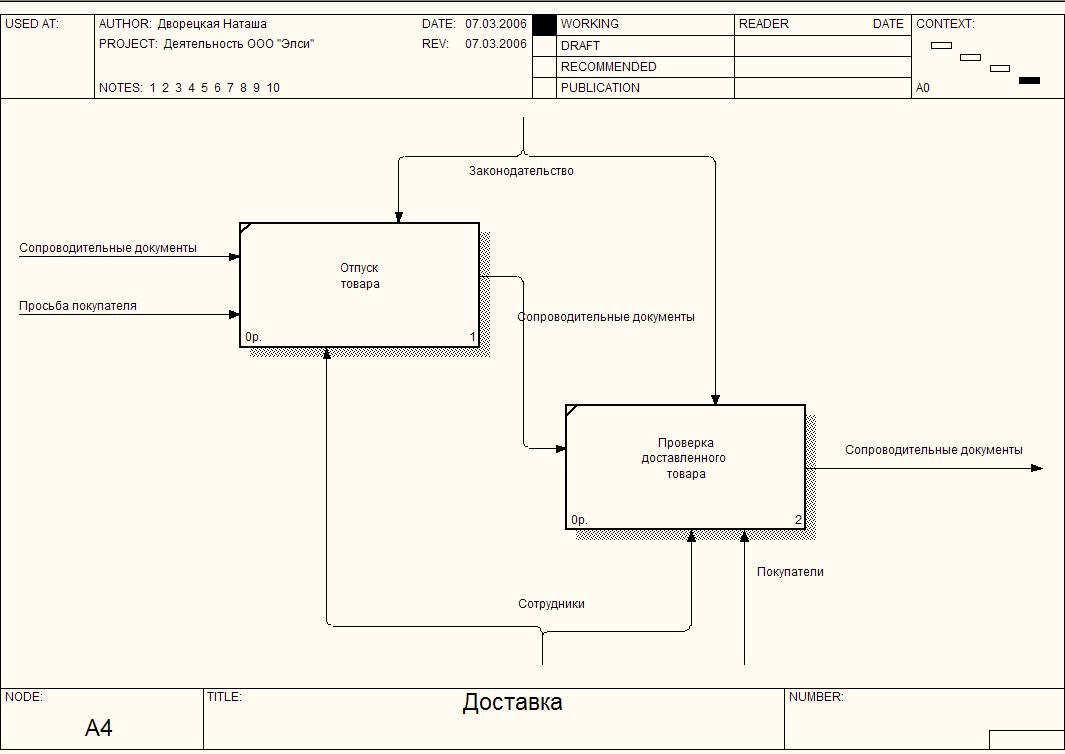 USED AT:
AUTHOR: Дворецкая Наташа
DATE: 07.03.2006
PROJECT: Деятельность ООО "Элси"
REV: 07.03.2006
NOTES: 1 2 3 4 5 6 7 8 9 10
WORKING
DRAFT
RECOMMENDED
PUBLICATION
READER DATE
CONTEXT:
A0
Законодательство
Сопроводительные документы
Просьба покупателя
Отпуск
товара
0р. 1
Сопроводительные документы
Проверка
доставленного
товара
0р. 2
Сопроводительные документы
Покупатели
Сотрудники
NODE:
A4
TITLE:
Доставка
NUMBER: